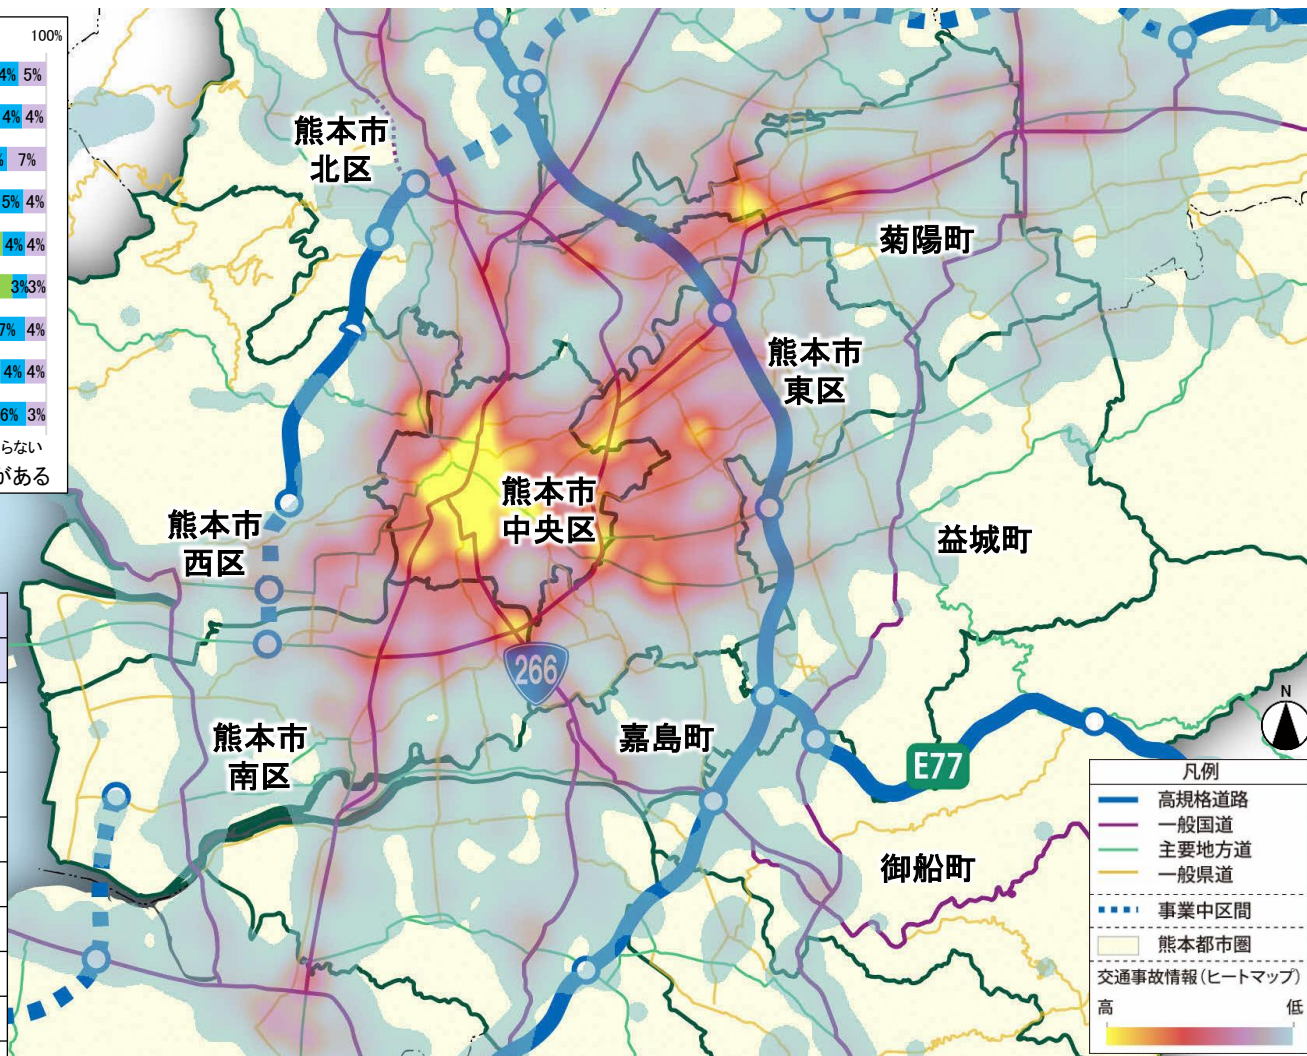 100%
4% 5%
4% 4%
7%
5% 4%
4% 4%
3% 3%
7% 4%
4% 4%
6% 3%
らない
がある
熊本市
北区
菊陽町
熊本市
東区
熊本市
中央区
熊本市
西区
益城町
266
熊本市
南区
嘉島町
E77
御船町
N
凡例
高規格道路
一般国道
主要地方道
一般県道
事業中区間
熊本都市圏
交通事故情報(ヒートマップ)
高 低